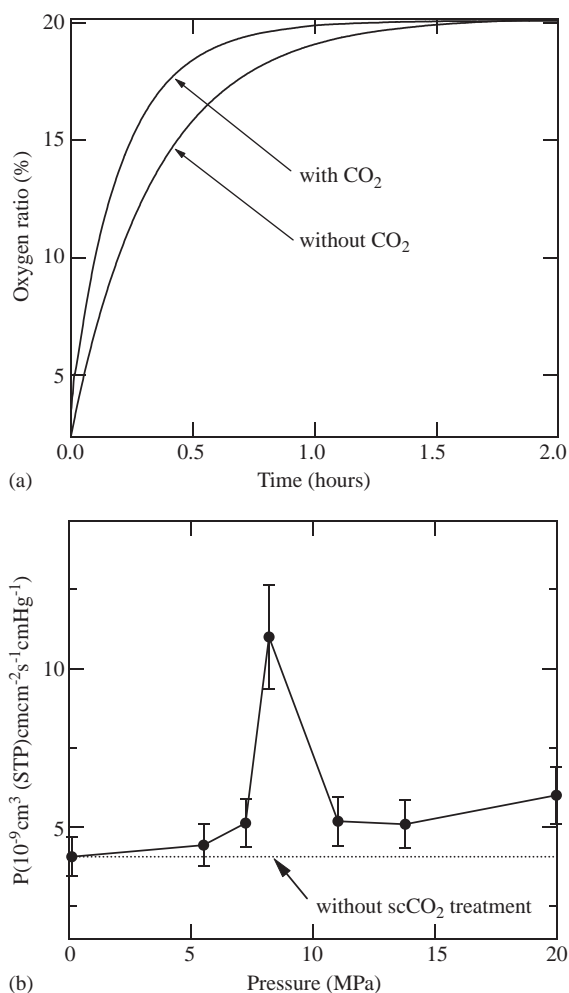 20
15
10
5
Oxygen ratio (%)
with CO₂
without CO₂
0.0 0.5 1.0 1.5 2.0
(a) Time (hours)
10
5
P(10⁻⁹cm³ (STP)cmcm⁻²s⁻¹cmHg⁻¹)
without scCO₂ treatment
0 5 10 15 20
(b) Pressure (MPa)